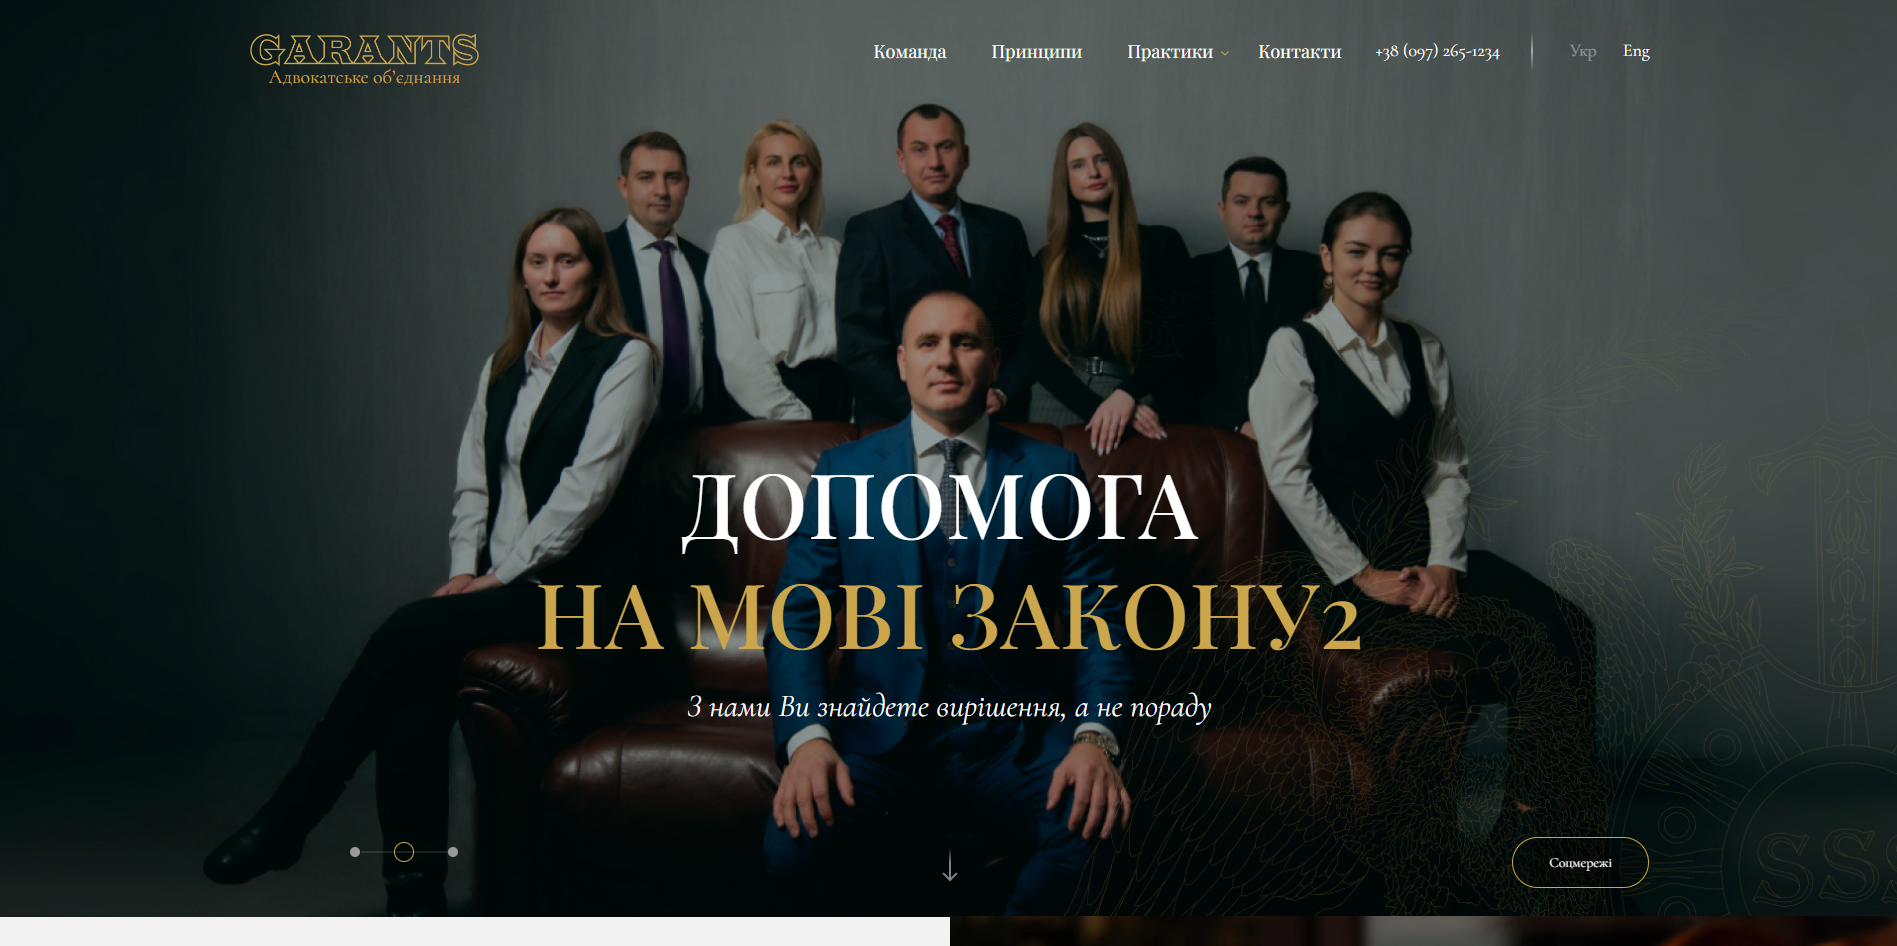 GARANTS
Адвокатське об'єднання
Команда
Принципи
Практики
Контакти
+38 (097) 265-1234
Укр
Eng
ДОПОМОГА
НА МОВІ ЗАКОНУ2
З нами Ви знайдете вирішення, а не пораду
Соцмережі
SSS